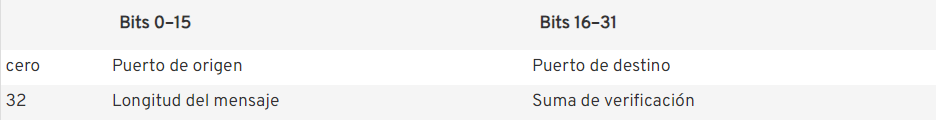 Bits 0–15 Bits 16–31
cero Puerto de origen Puerto de destino
32 Longitud del mensaje Suma de verificación